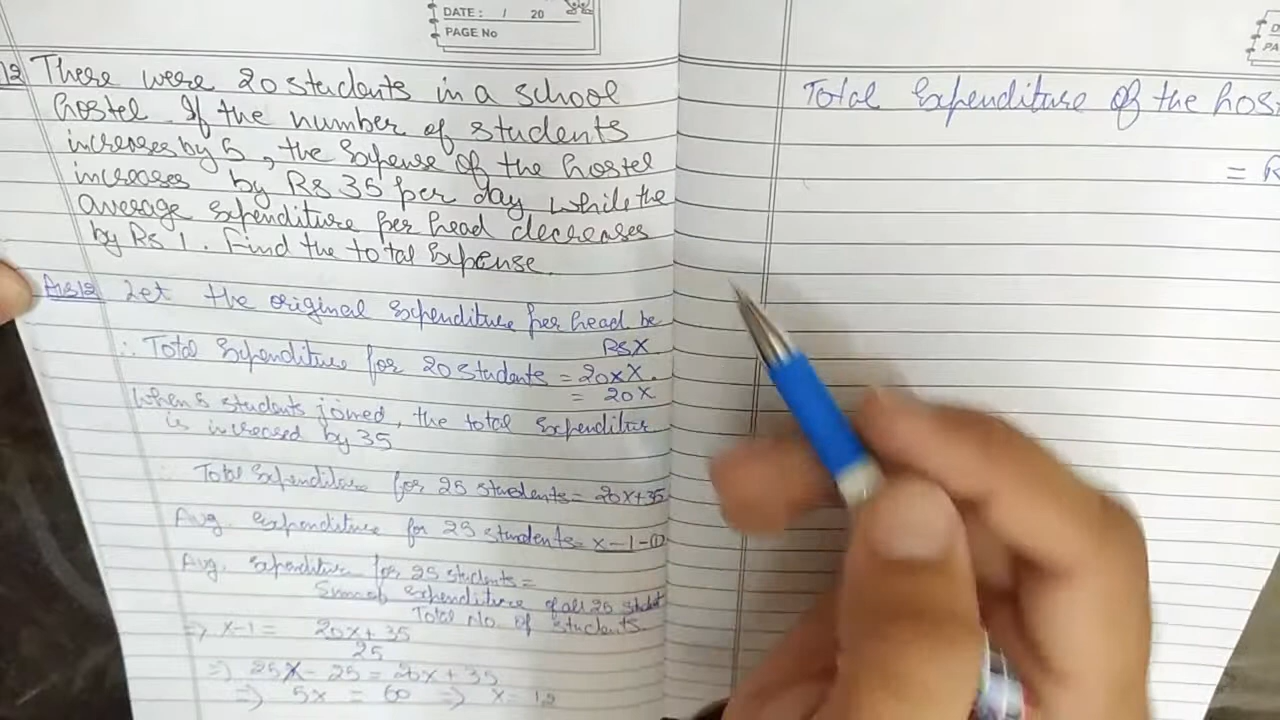 DATE: / 20
PAGE No
12 There were 20 students in a school
hostel. If the number of students
increases by 5, the Expense of the hostel
increases by Rs 35 per day while the
average Expenditure per head decreases
by Rs 1. Find the total Expense.
Ans12 Let the original Expenditure per head be
Rs X
∴ Total Expenditure for 20 students = 20×X
= 20X
When 5 students joined, the total Expenditure
is increased by 35
Total Expenditure for 25 students = 20X+35
Avg. Expenditure for 25 students = X-1-①
Avg. Expenditure for 25 students =
Sum of Expenditure of all 25 student
Total No. of students.
⇒ X-1 = 20X+35
25
⇒ 25X - 25 = 20X + 35
⇒ 5X = 60 ⇒ X = 12
Total Expenditure of the hos
=